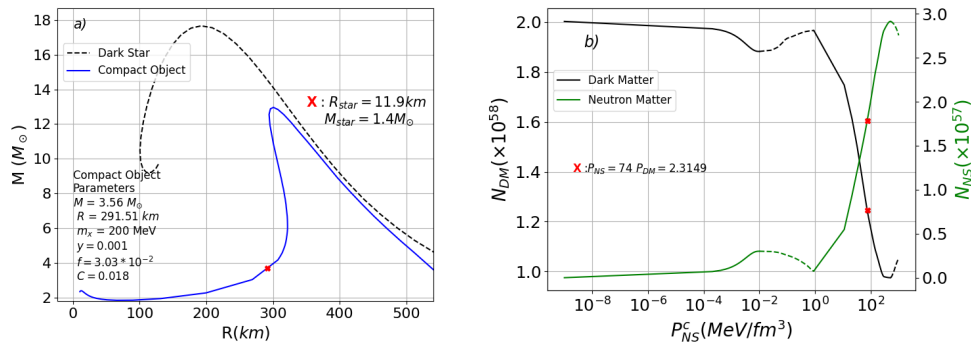 a)
Dark Star
Compact Object
X : R_star = 11.9km
M_star = 1.4M_⊙
Compact Object
Parameters
M = 3.56 M_⊙
R = 291.51 km
m_x = 200 MeV
y = 0.001
f = 3.03 * 10^-2
C = 0.018
M (M_⊙)
18
16
14
12
10
8
6
4
2
0
100
200
300
400
500
R(km)
b)
Dark Matter
Neutron Matter
X :P_NS = 74 P_DM = 2.3149
N_DM(×10^58)
2.0
1.8
1.6
1.4
1.2
1.0
10^-8
10^-6
10^-4
10^-2
10^0
10^2
P^c_NS(MeV/fm^3)
3.0
2.5
2.0
1.5
1.0
0.5
0.0
N_NS(×10^57)